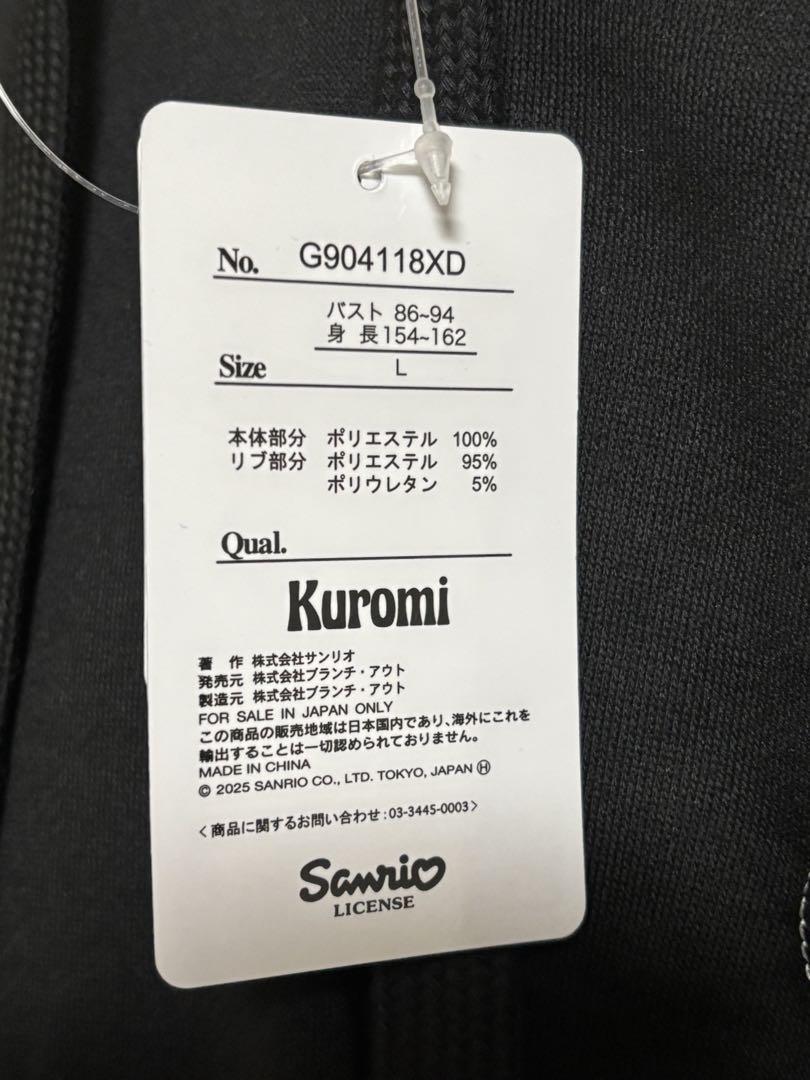 No. G904118XD
バスト 86~94
身 長 154~162
Size L
本体部分 ポリエステル 100%
リブ部分 ポリエステル 95%
ポリウレタン 5%
Qual.
Kuromi
著 作 株式会社サンリオ
発売元 株式会社ブランチ・アウト
製造元 株式会社ブランチ・アウト
FOR SALE IN JAPAN ONLY
この商品の販売地域は日本国内であり、海外にこれを
輸出することは一切認められておりません。
MADE IN CHINA
© 2025 SANRIO CO., LTD. TOKYO, JAPAN Ⓗ
<商品に関するお問い合わせ:03-3445-0003>
Sanrio
LICENSE